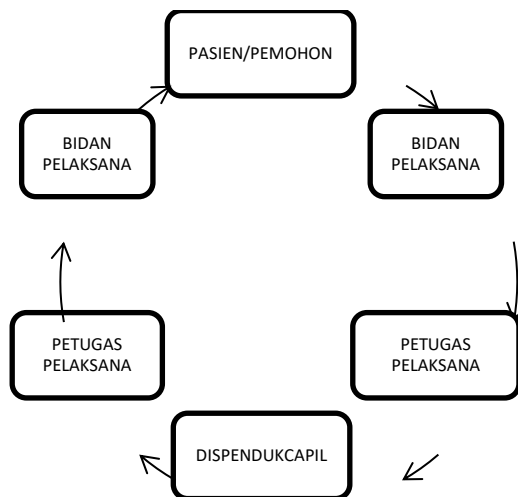 PASIEN/PEMOHON
BIDAN
PELAKSANA
BIDAN
PELAKSANA
PETUGAS
PELAKSANA
PETUGAS
PELAKSANA
DISPENDUKCAPIL